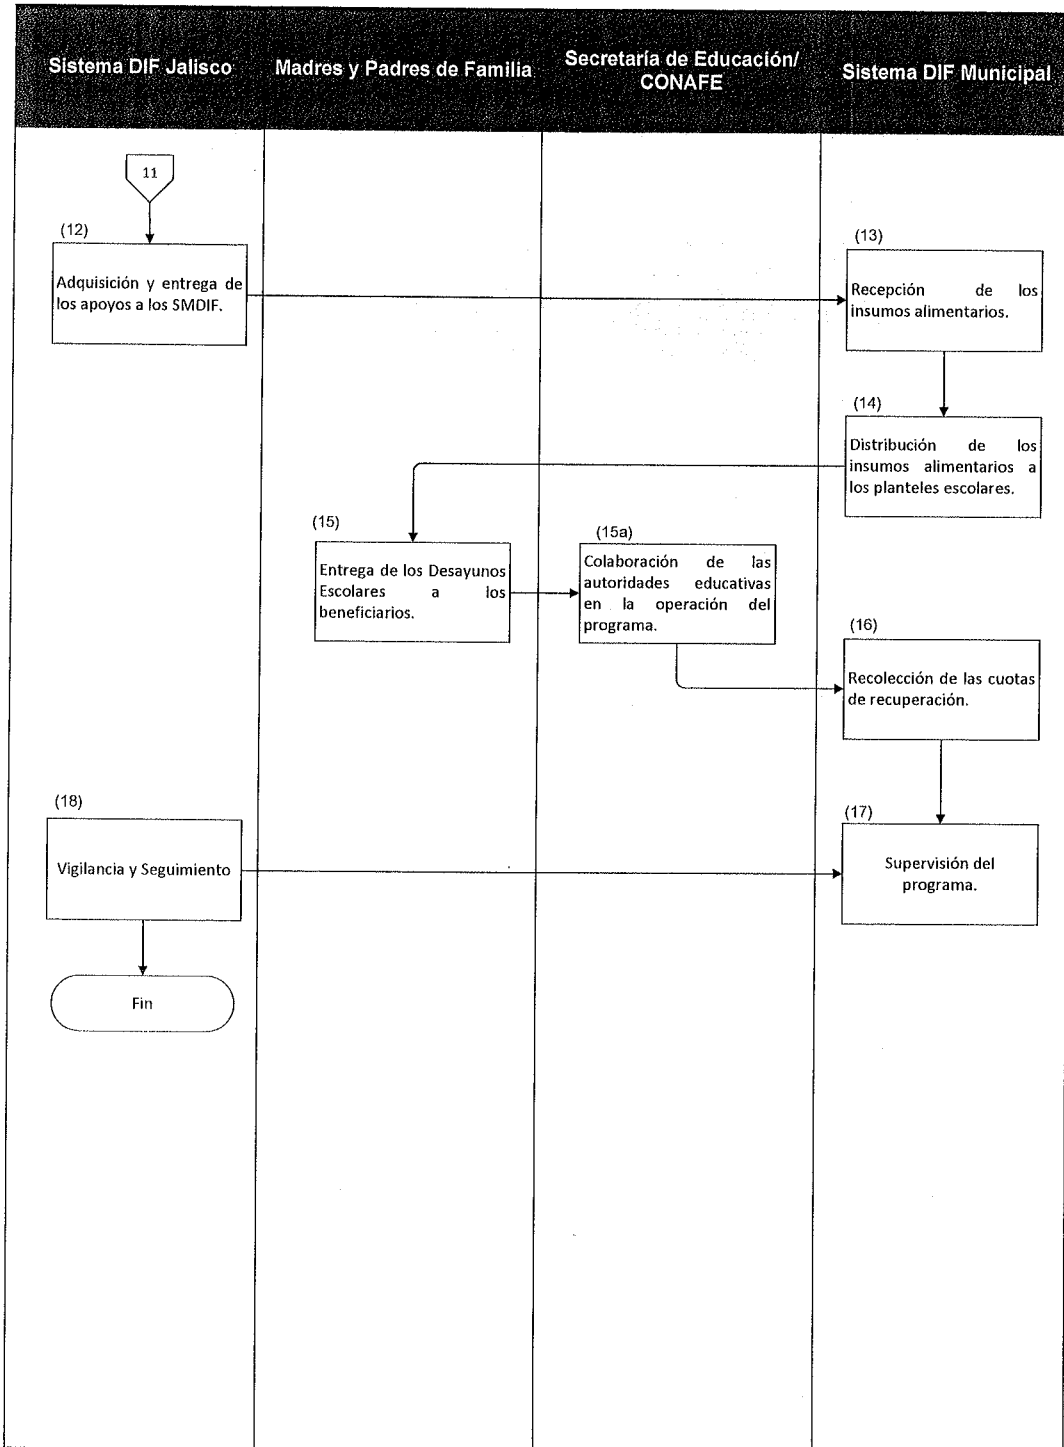 Sistema DIF Jalisco
Madres y Padres de Familia
Secretaría de Educación/
CONAFE
Sistema DIF Municipal
11
(12)
Adquisición y entrega de
los apoyos a los SMDIF.
(13)
Recepción de los
insumos alimentarios.
(14)
Distribución de los
insumos alimentarios a
los planteles escolares.
(15)
Entrega de los Desayunos
Escolares a los
beneficiarios.
(15a)
Colaboración de las
autoridades educativas
en la operación del
programa.
(16)
Recolección de las cuotas
de recuperación.
(17)
Supervisión del
programa.
(18)
Vigilancia y Seguimiento
Fin